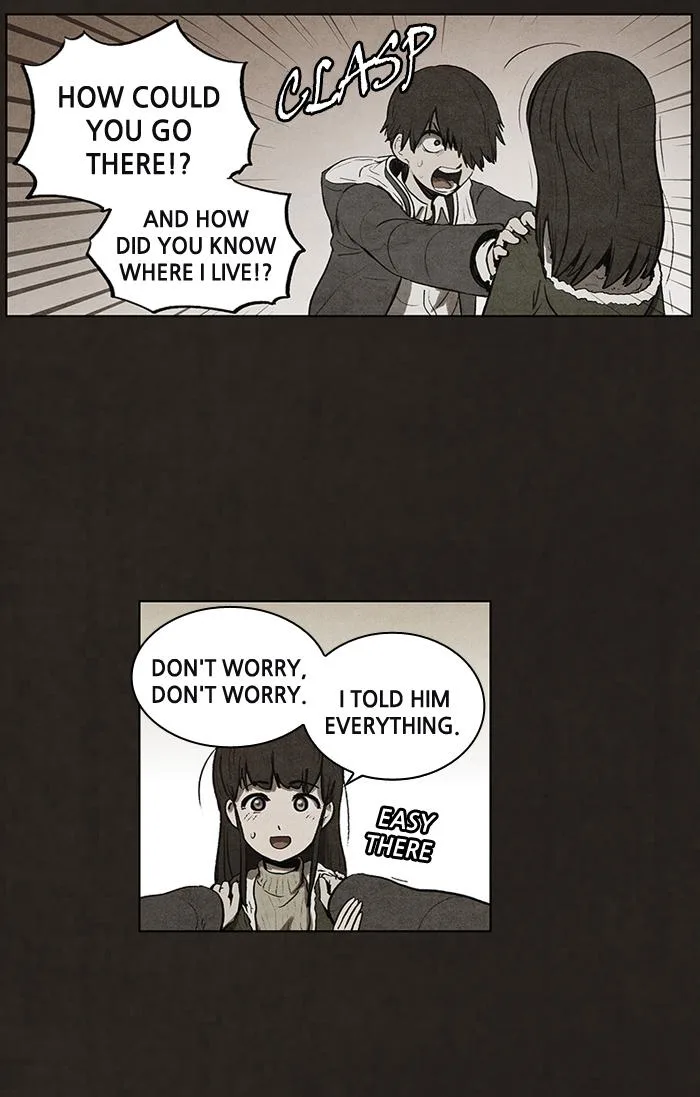 CLASP
HOW COULD
YOU GO
THERE!?
AND HOW
DID YOU KNOW
WHERE I LIVE!?
DON'T WORRY,
DON'T WORRY.
I TOLD HIM
EVERYTHING.
EASY
THERE